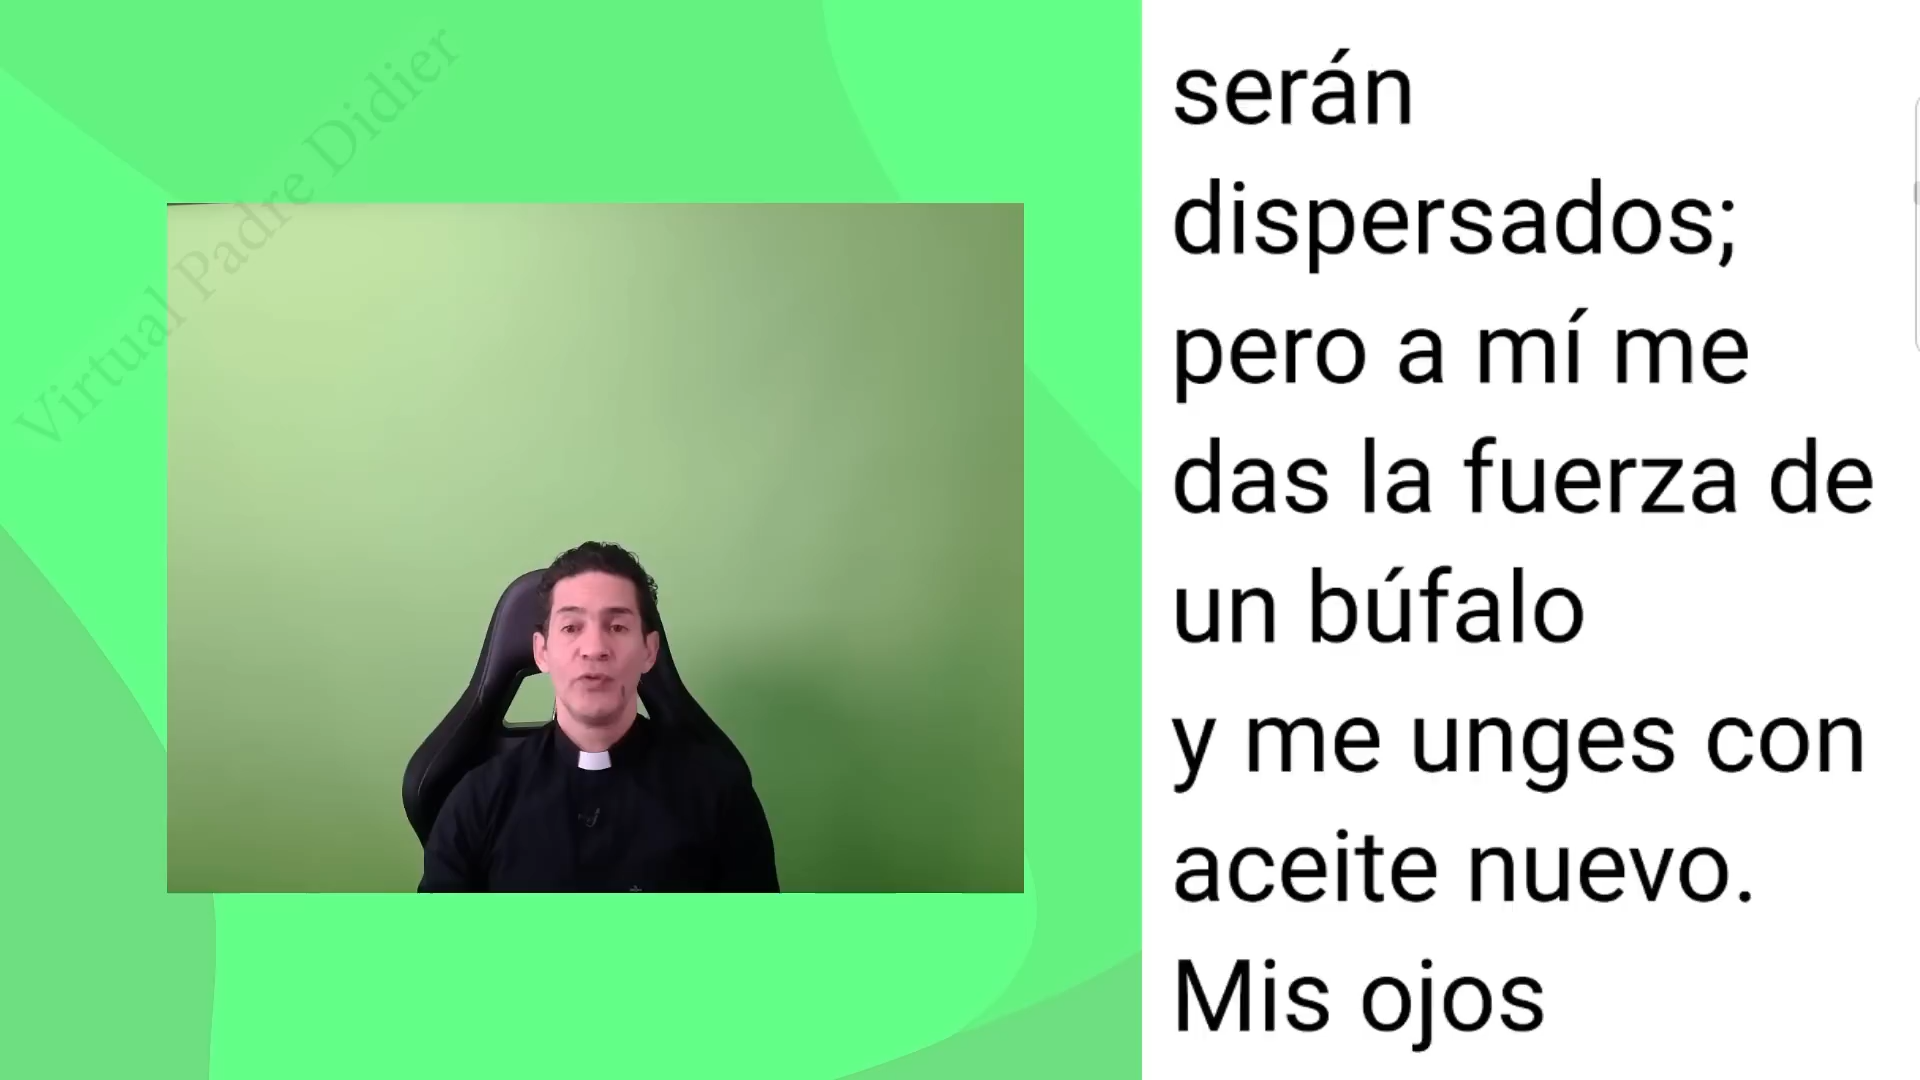 Virtual Padre Didier
serán
dispersados;
pero a mí me
das la fuerza de
un búfalo
y me unges con
aceite nuevo.
Mis ojos